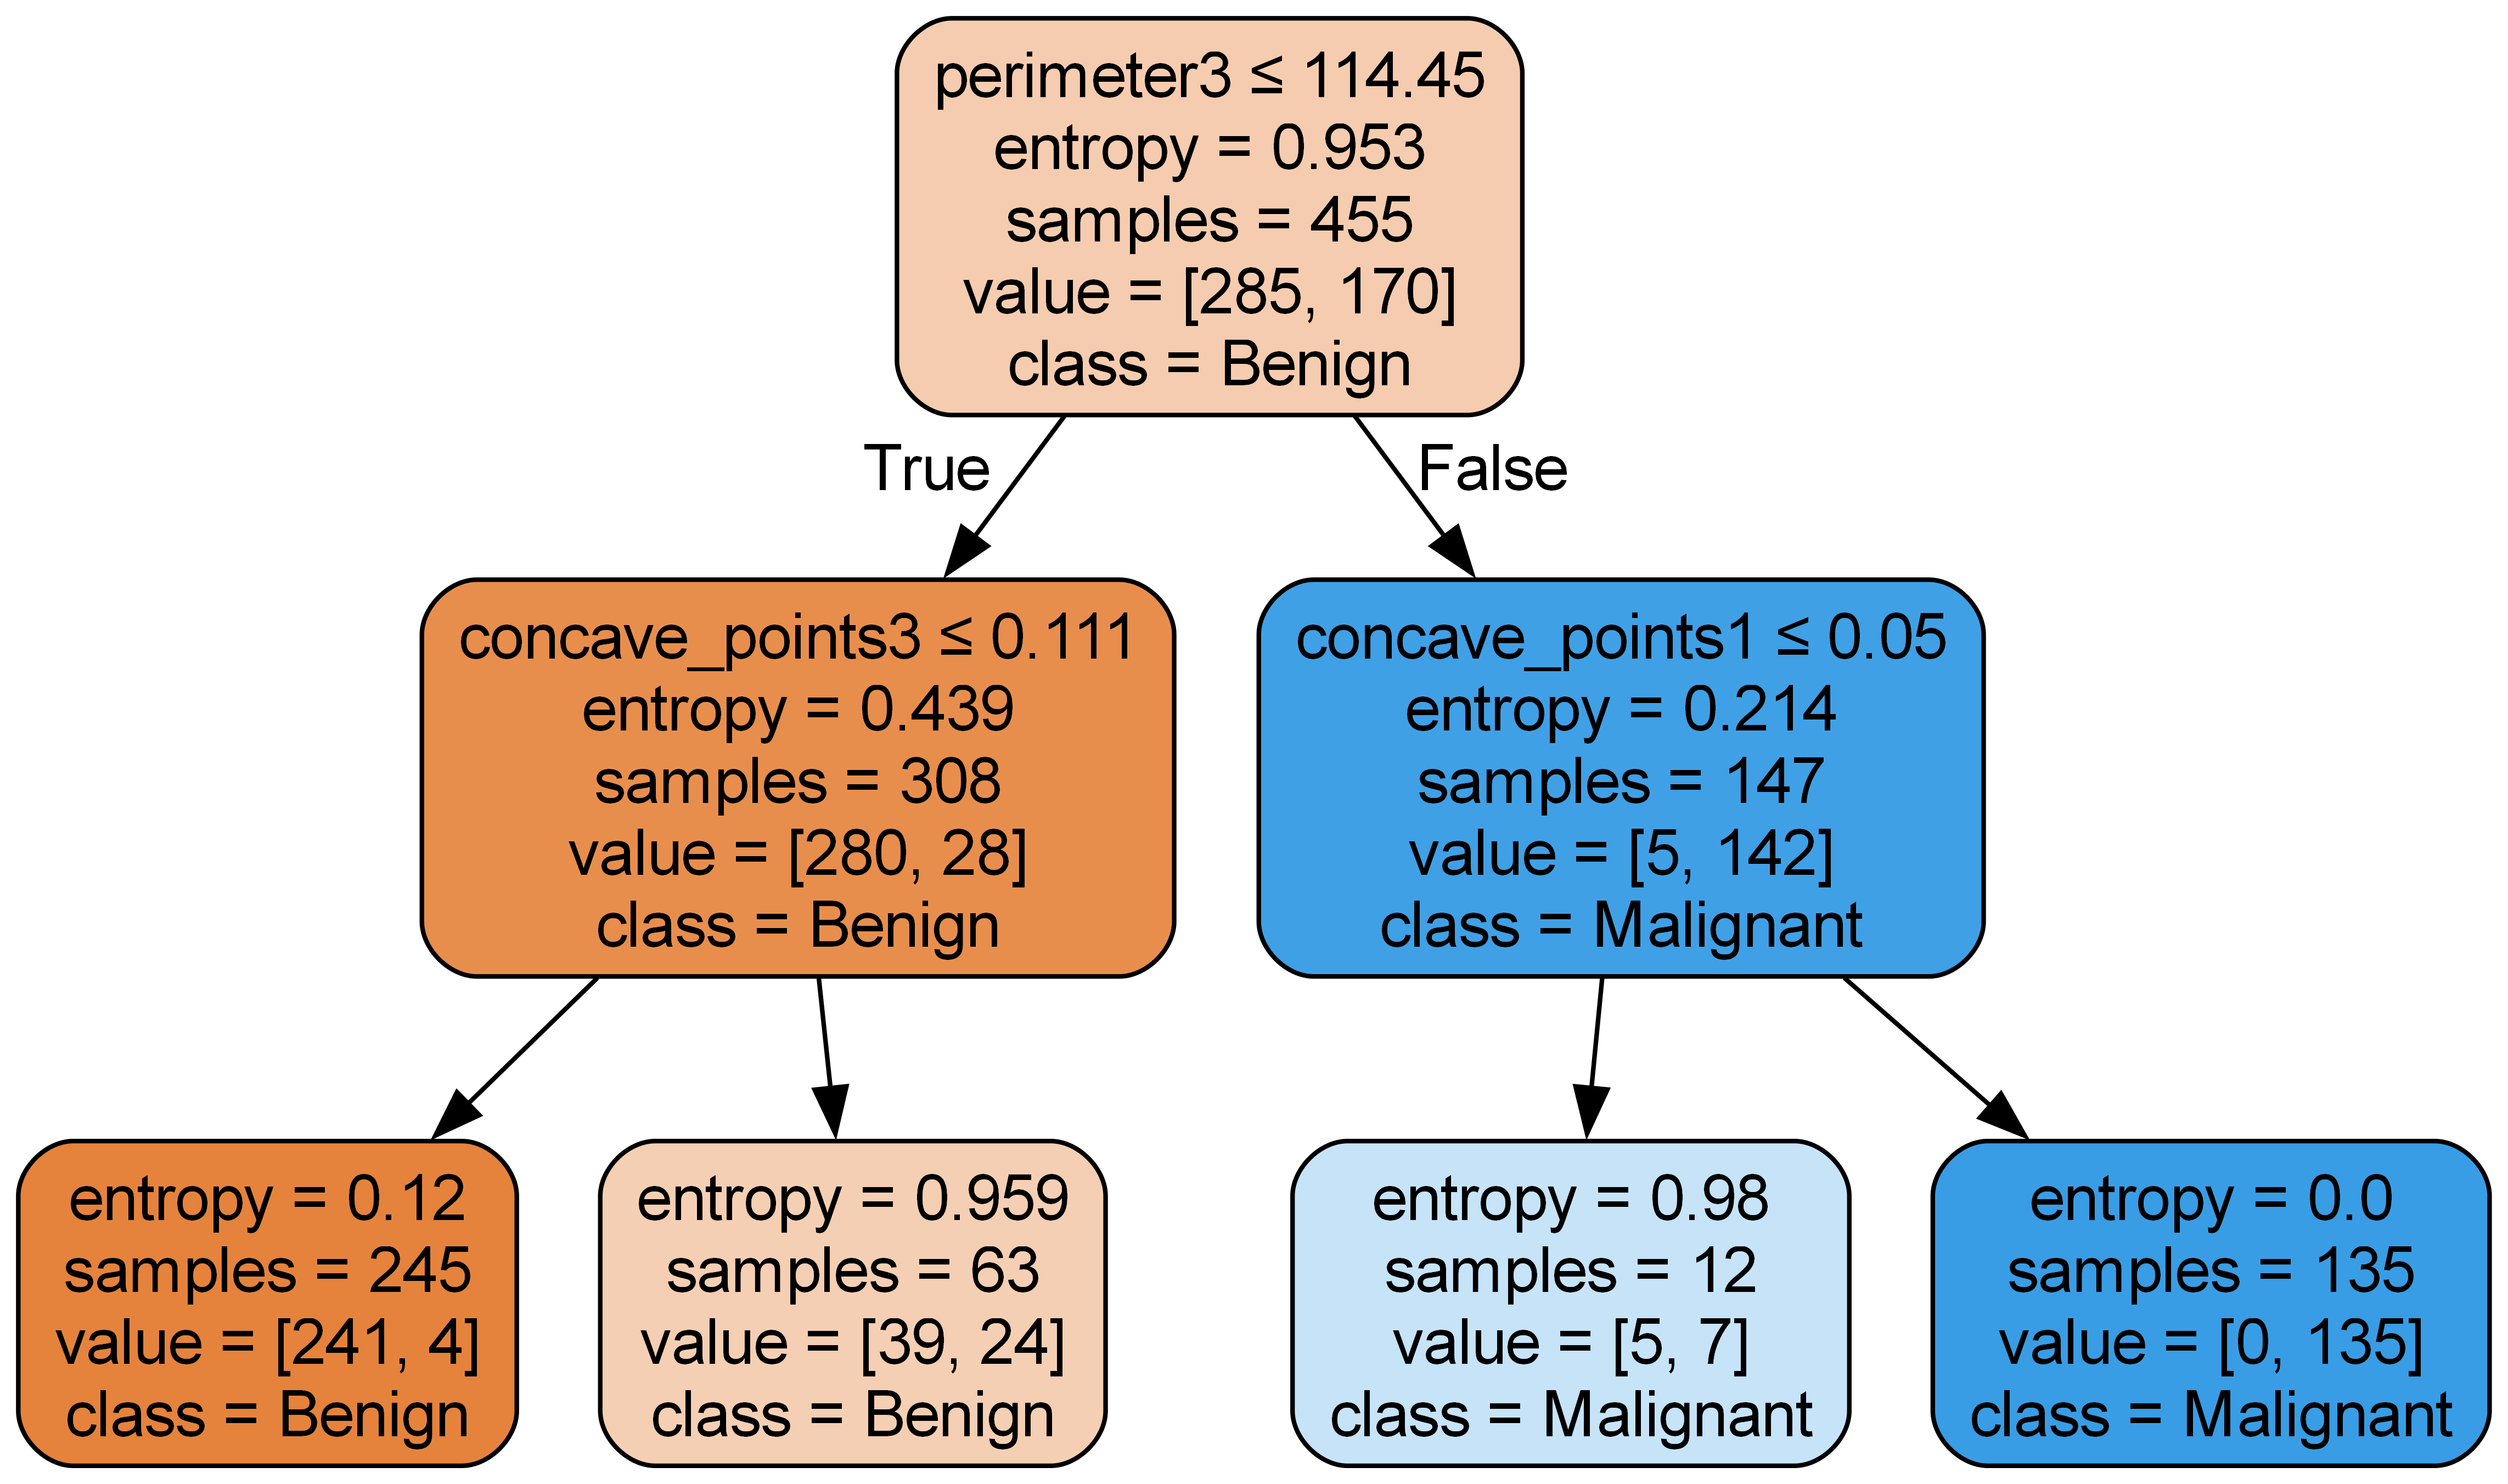 perimeter3 ≤ 114.45
entropy = 0.953
samples = 455
value = [285, 170]
class = Benign
True
False
concave_points3 ≤ 0.111
entropy = 0.439
samples = 308
value = [280, 28]
class = Benign
concave_points1 ≤ 0.05
entropy = 0.214
samples = 147
value = [5, 142]
class = Malignant
entropy = 0.12
samples = 245
value = [241, 4]
class = Benign
entropy = 0.959
samples = 63
value = [39, 24]
class = Benign
entropy = 0.98
samples = 12
value = [5, 7]
class = Malignant
entropy = 0.0
samples = 135
value = [0, 135]
class = Malignant